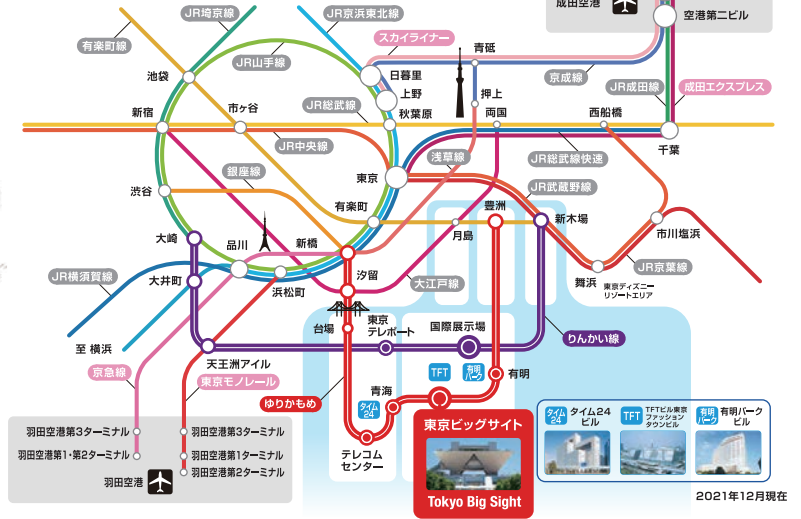 成田空港
空港第二ビル
JR埼京線
JR京浜東北線
有楽町線
スカイライナー
青砥
JR山手線
池袋
日暮里
京成線
JR成田線
成田エクスプレス
上野
押上
JR総武線
秋葉原
両国
西船橋
新宿
市ヶ谷
JR中央線
千葉
浅草線
JR総武線快速
銀座線
東京
JR武蔵野線
渋谷
有楽町
豊洲
新木場
月島
市川塩浜
大崎
品川
新橋
汐留
JR京葉線
舞浜
東京ディズニー
リゾートエリア
JR横須賀線
大井町
浜松町
大江戸線
台場
東京
テレポート
国際展示場
りんかい線
至 横浜
天王洲アイル
京急線
東京モノレール
TFT
有明
パーク
有明
青海
ゆりかもめ
タイム
24
羽田空港第3ターミナル
羽田空港第3ターミナル
羽田空港第1・第2ターミナル
羽田空港第1ターミナル
羽田空港第2ターミナル
羽田空港
テレコム
センター
東京ビッグサイト
Tokyo Big Sight
タイム
24
タイム24
ビル
TFT
TFTビル東京
ファッション
タウンビル
有明
パーク
有明パーク
ビル
2021年12月現在